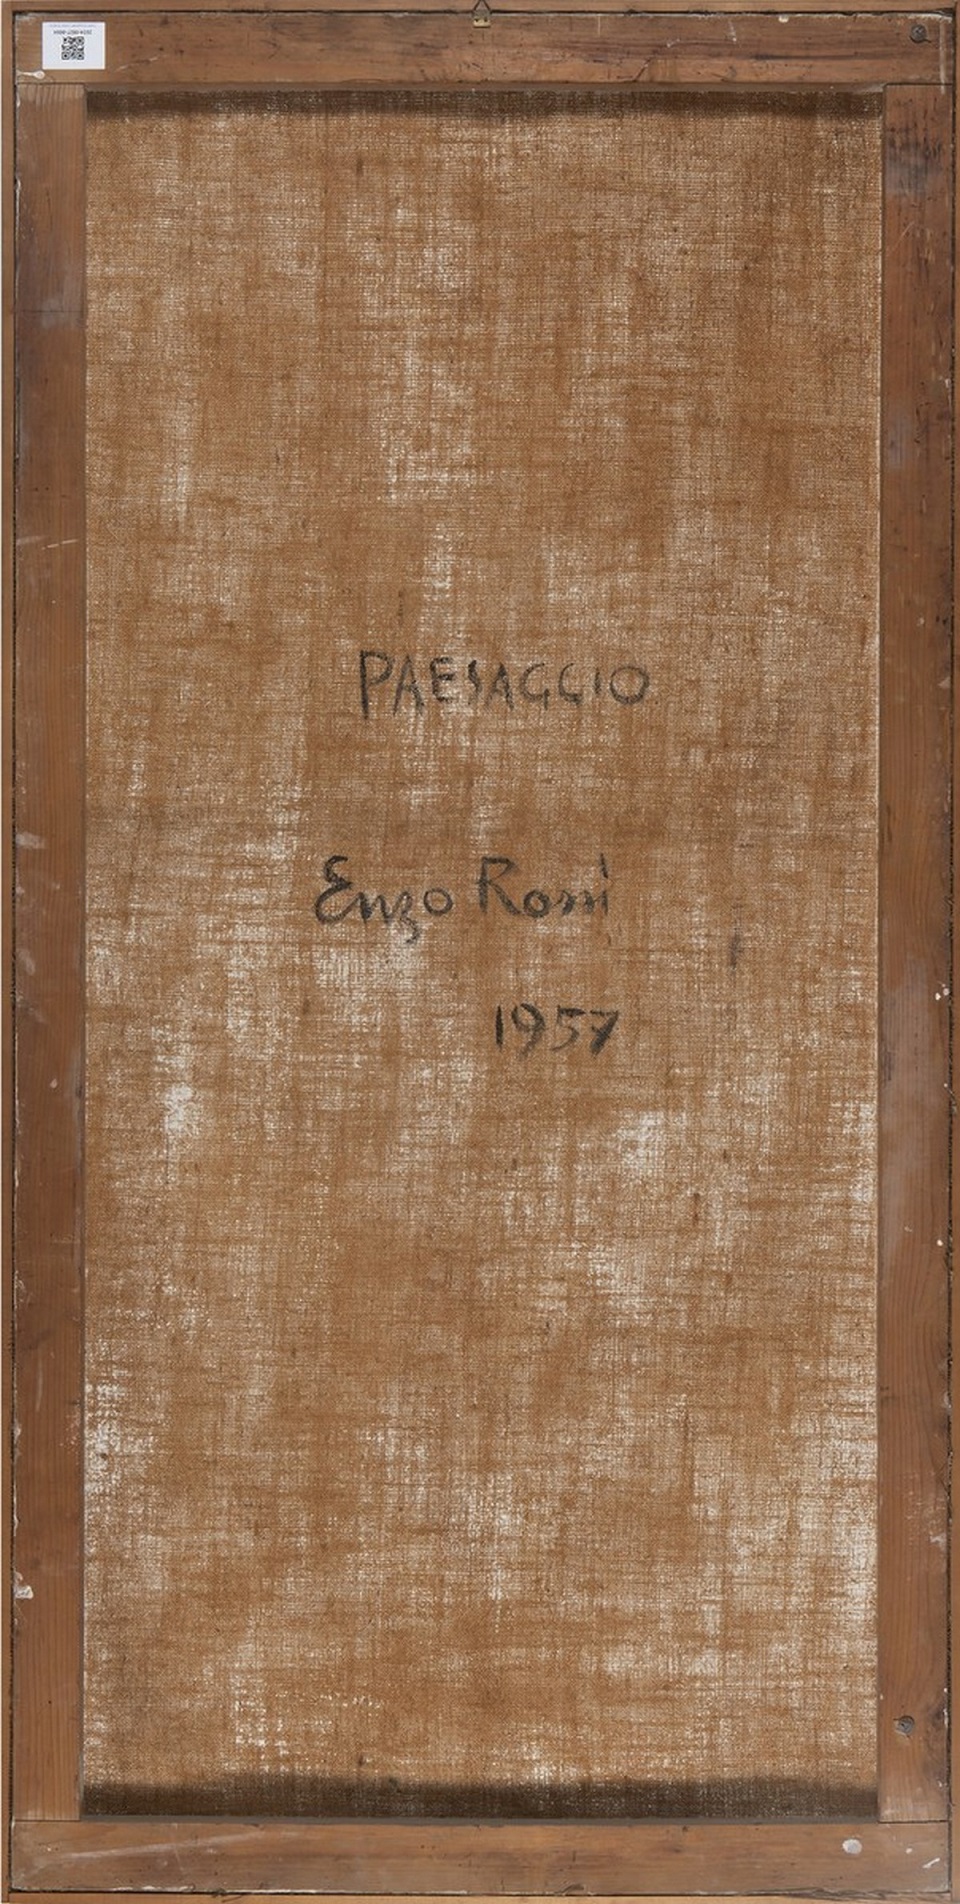 PAESAGGIO
Enzo Rossi
1957